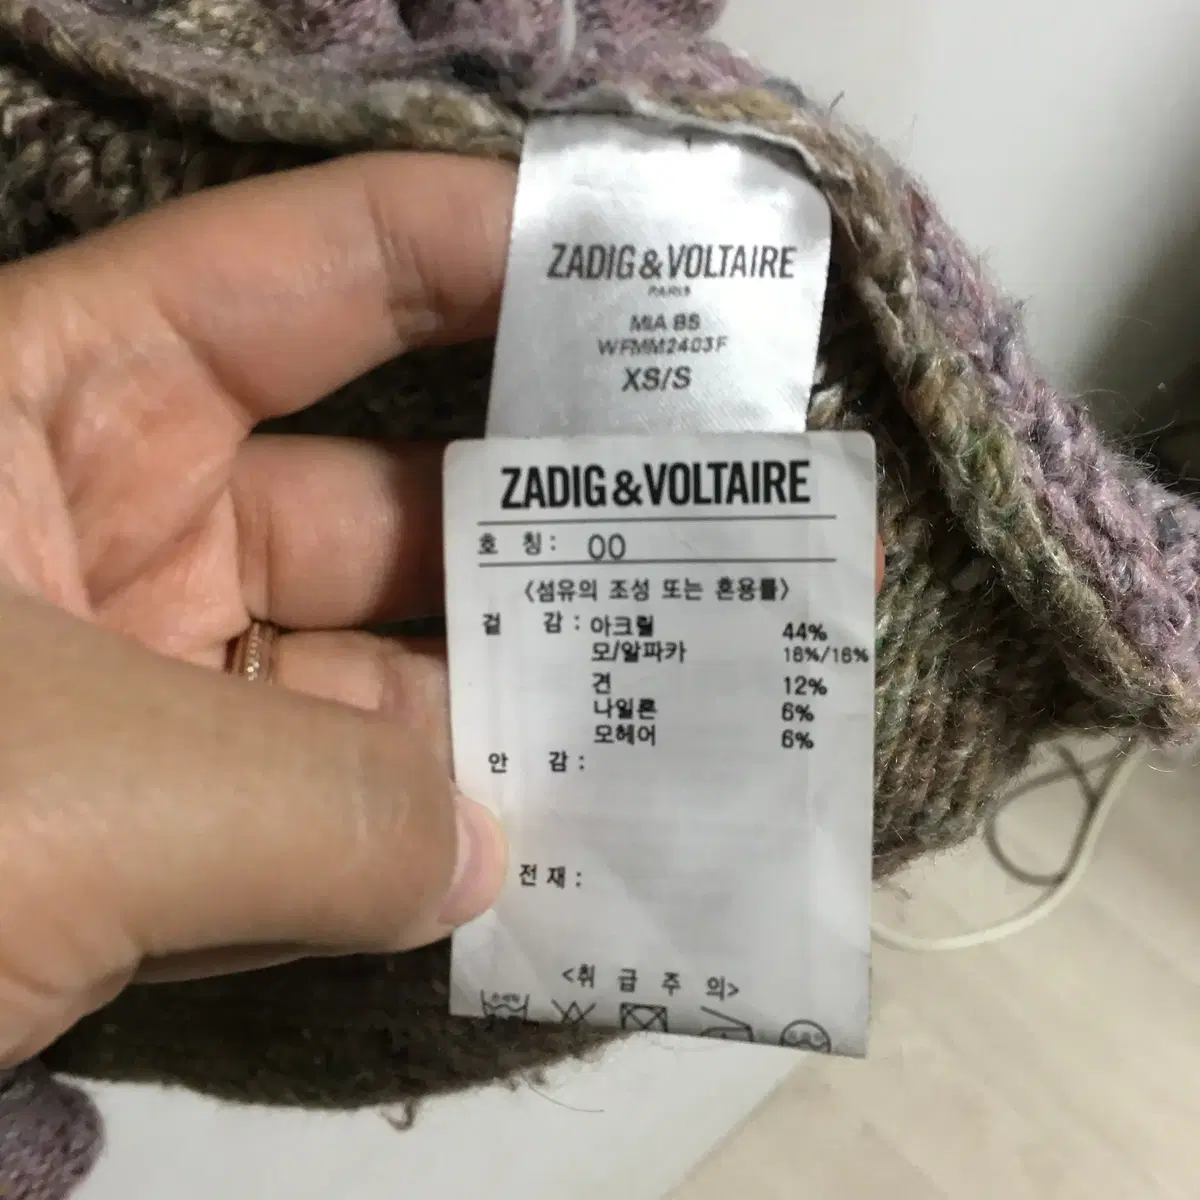 ZADIG&VOLTAIRE
PARIS
MIA BS
WFMM2403F
XS/S
ZADIG&VOLTAIRE
호 칭: 00
<섬유의 조성 또는 혼용률>
겉 감: 아크릴 44%
모/알파카 16%/16%
견 12%
나일론 6%
모헤어 6%
안 감:
충전재:
<취 급 주 의>